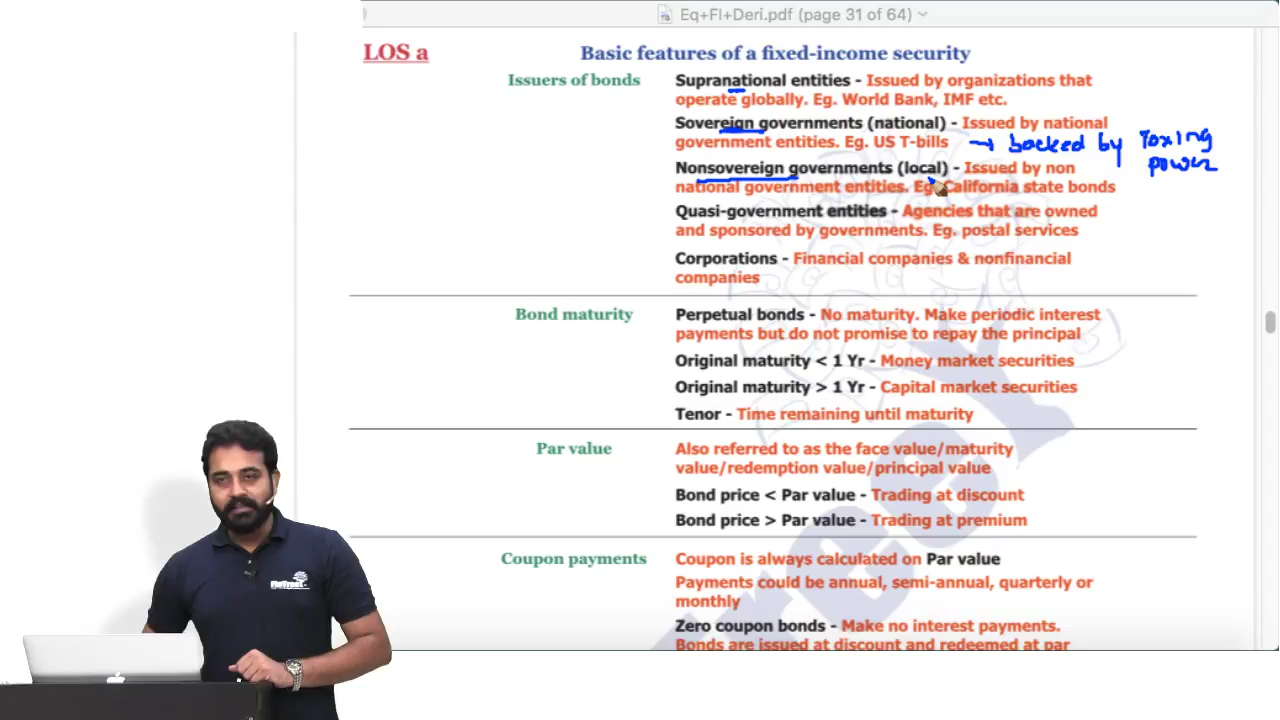 Eq+FI+Deri.pdf (page 31 of 64)
LOS a
Basic features of a fixed-income security
Issuers of bonds
Supranational entities - Issued by organizations that
operate globally. Eg. World Bank, IMF etc.
Sovereign governments (national) - Issued by national
government entities. Eg. US T-bills
→ backed by Taxing
power
Nonsovereign governments (local) - Issued by non
national government entities. Eg. California state bonds
Quasi-government entities - Agencies that are owned
and sponsored by governments. Eg. postal services
Corporations - Financial companies & nonfinancial
companies
Bond maturity
Perpetual bonds - No maturity. Make periodic interest
payments but do not promise to repay the principal
Original maturity < 1 Yr - Money market securities
Original maturity > 1 Yr - Capital market securities
Tenor - Time remaining until maturity
Par value
Also referred to as the face value/maturity
value/redemption value/principal value
Bond price < Par value - Trading at discount
Bond price > Par value - Trading at premium
Coupon payments
Coupon is always calculated on Par value
Payments could be annual, semi-annual, quarterly or
monthly
Zero coupon bonds - Make no interest payments.
Bonds are issued at discount and redeemed at par
FinTree